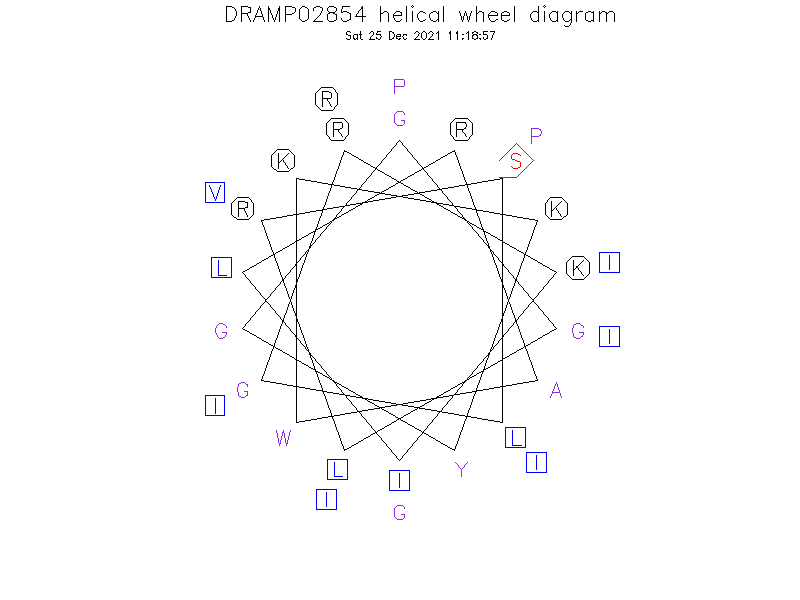 DRAMP02854 helical wheel diagram
Sat 25 Dec 2021 11:18:57
P
R
G
R R
P
K S
V
R K
L K I
G G I
G A
I
W L
I
L Y
I
I
G